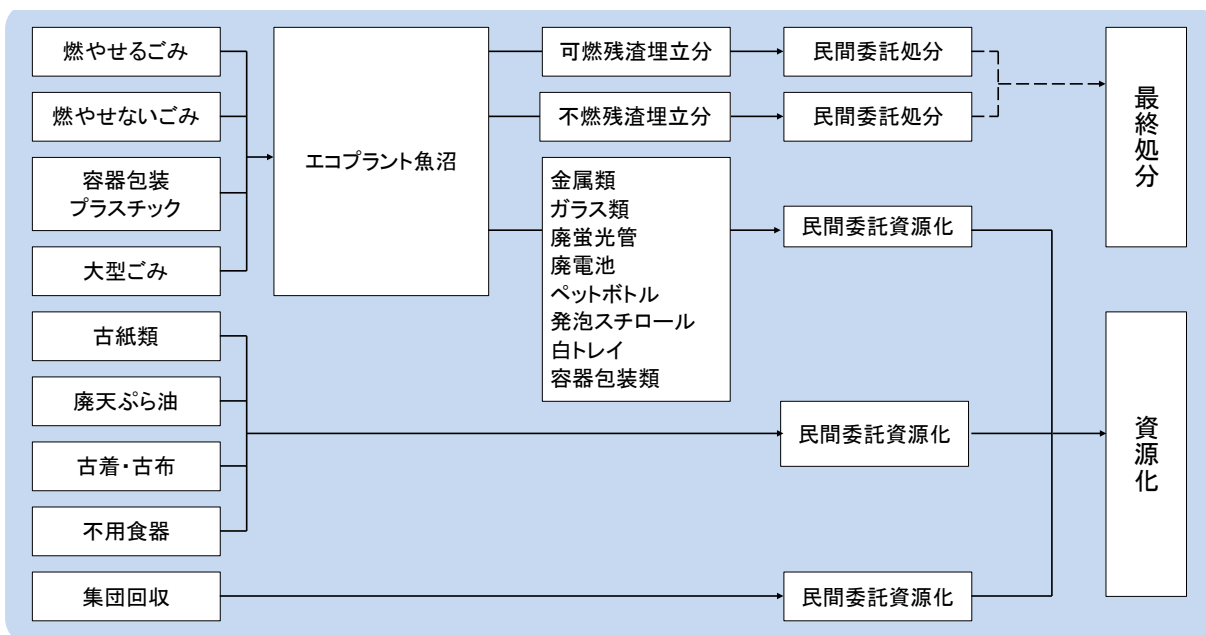 燃やせるごみ
燃やせないごみ
容器包装
プラスチック
大型ごみ
古紙類
廃天ぷら油
古着・古布
不用食器
集団回収
エコプラント魚沼
可燃残渣埋立分
不燃残渣埋立分
金属類
ガラス類
廃蛍光管
廃電池
ペットボトル
発泡スチロール
白トレイ
容器包装類
民間委託処分
民間委託処分
民間委託資源化
民間委託資源化
民間委託資源化
最終処分
資源化